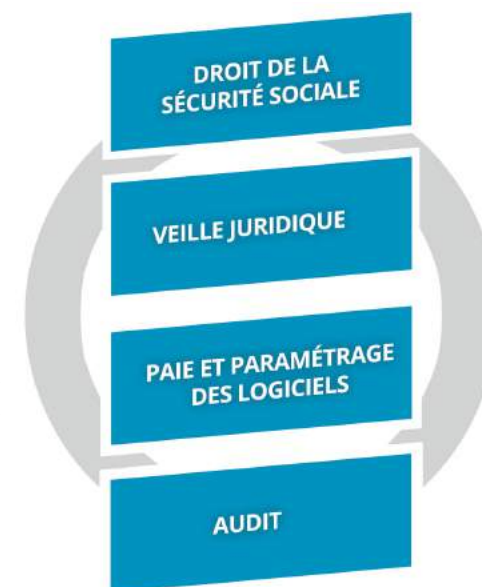 DROIT DE LA
SÉCURITÉ SOCIALE
VEILLE JURIDIQUE
PAIE ET PARAMÉTRAGE
DES LOGICIELS
AUDIT